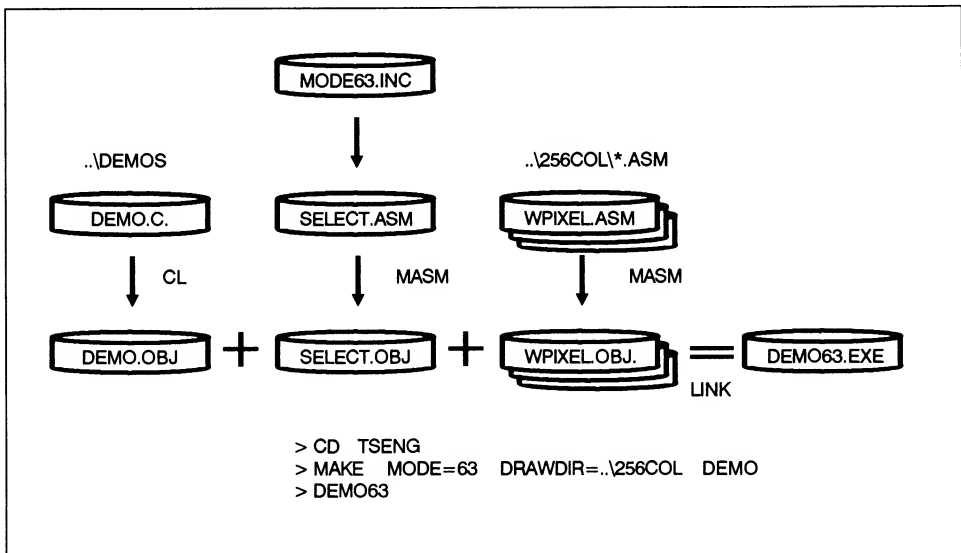 MODE63.INC
..\DEMOS
..\256COL\*.ASM
DEMO.C.
SELECT.ASM
WPIXEL.ASM
CL
MASM
MASM
DEMO.OBJ
+
SELECT.OBJ
+
WPIXEL.OBJ.
=
DEMO63.EXE
LINK
> CD TSENG
> MAKE MODE=63 DRAWDIR=..\256COL DEMO
> DEMO63